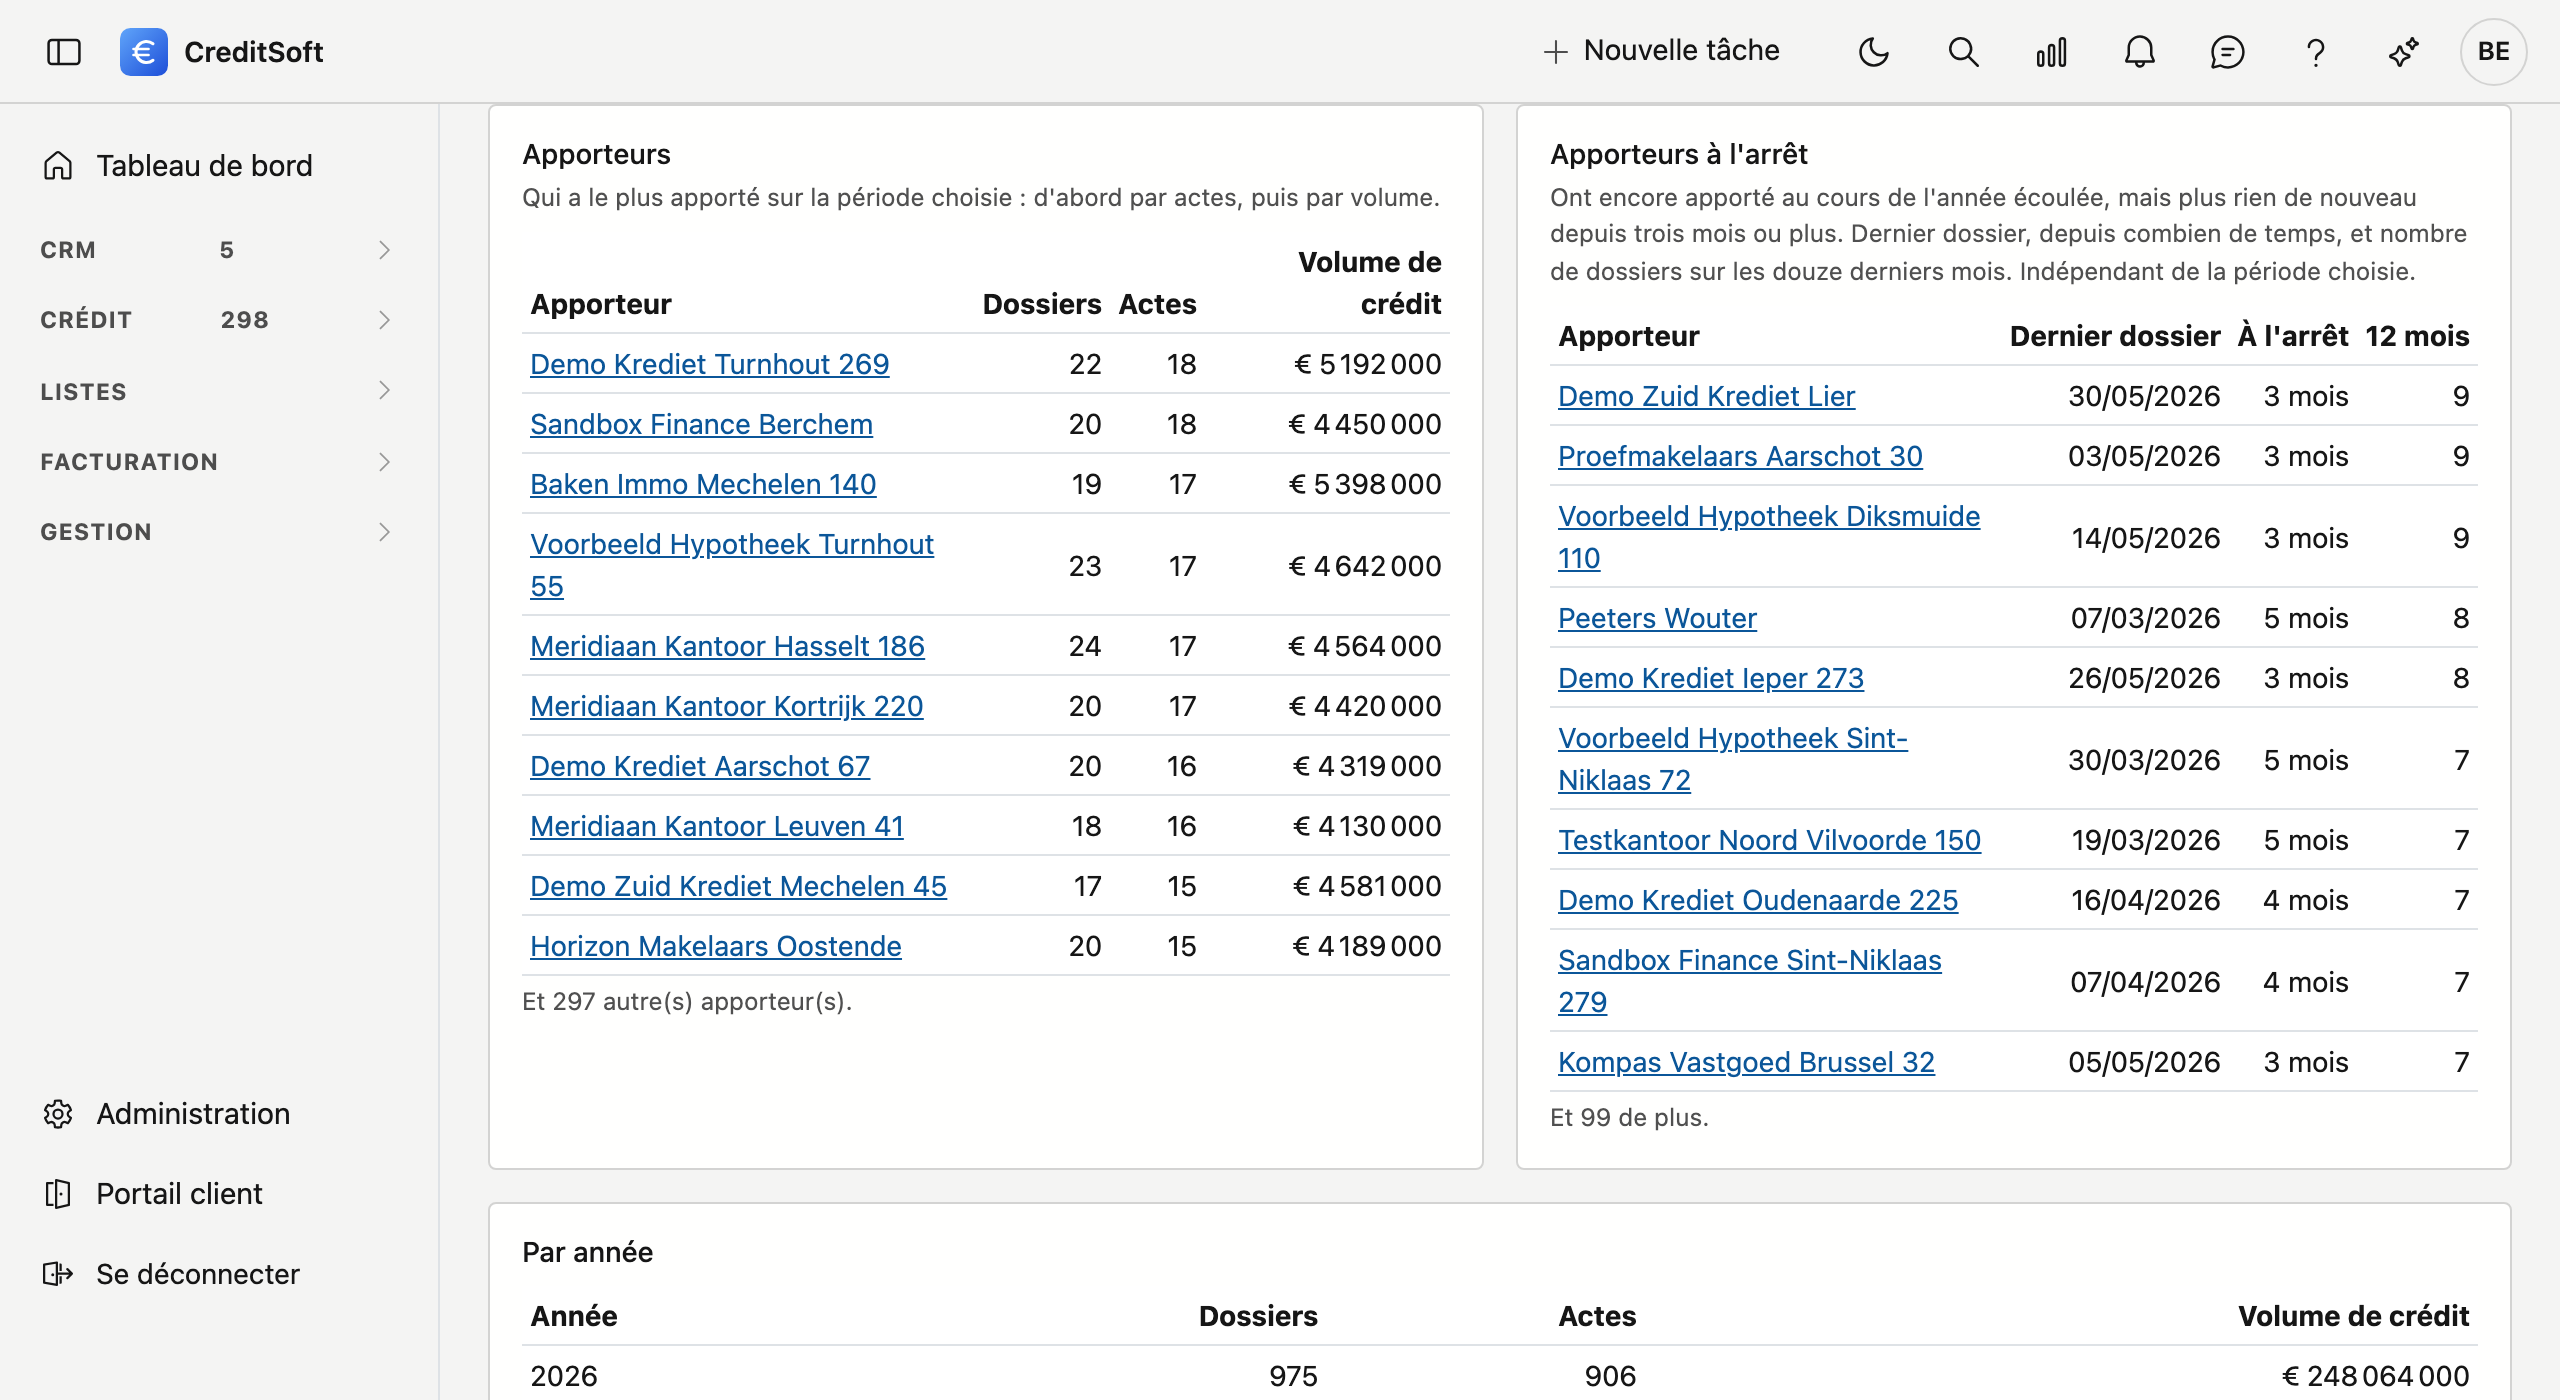 CreditSoft
Nouvelle tâche
BE
Tableau de bord
CRM 5
CRÉDIT 298
LISTES
FACTURATION
GESTION
Administration
Portail client
Se déconnecter
Apporteurs
Qui a le plus apporté sur la période choisie : d'abord par actes, puis par volume.
Apporteur Dossiers Actes Volume de crédit
Demo Krediet Turnhout 269 22 18 € 5 192 000
Sandbox Finance Berchem 20 18 € 4 450 000
Baken Immo Mechelen 140 19 17 € 5 398 000
Voorbeeld Hypotheek Turnhout 55 23 17 € 4 642 000
Meridiaan Kantoor Hasselt 186 24 17 € 4 564 000
Meridiaan Kantoor Kortrijk 220 20 17 € 4 420 000
Demo Krediet Aarschot 67 20 16 € 4 319 000
Meridiaan Kantoor Leuven 41 18 16 € 4 130 000
Demo Zuid Krediet Mechelen 45 17 15 € 4 581 000
Horizon Makelaars Oostende 20 15 € 4 189 000
Et 297 autre(s) apporteur(s).
Apporteurs à l'arrêt
Ont encore apporté au cours de l'année écoulée, mais plus rien de nouveau
depuis trois mois ou plus. Dernier dossier, depuis combien de temps, et nombre
de dossiers sur les douze derniers mois. Indépendant de la période choisie.
Apporteur Dernier dossier À l'arrêt 12 mois
Demo Zuid Krediet Lier 30/05/2026 3 mois 9
Proefmakelaars Aarschot 30 03/05/2026 3 mois 9
Voorbeeld Hypotheek Diksmuide 110 14/05/2026 3 mois 9
Peeters Wouter 07/03/2026 5 mois 8
Demo Krediet Ieper 273 26/05/2026 3 mois 8
Voorbeeld Hypotheek Sint-Niklaas 72 30/03/2026 5 mois 7
Testkantoor Noord Vilvoorde 150 19/03/2026 5 mois 7
Demo Krediet Oudenaarde 225 16/04/2026 4 mois 7
Sandbox Finance Sint-Niklaas 279 07/04/2026 4 mois 7
Kompas Vastgoed Brussel 32 05/05/2026 3 mois 7
Et 99 de plus.
Par année
Année Dossiers Actes Volume de crédit
2026 975 906 € 248 064 000